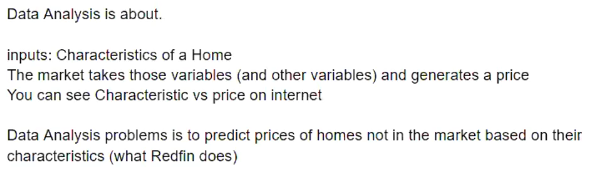 Data Analysis is about.
inputs: Characteristics of a Home
The market takes those variables (and other variables) and generates a price
You can see Characteristic vs price on internet
Data Analysis problems is to predict prices of homes not in the market based on their
characteristics (what Redfin does)